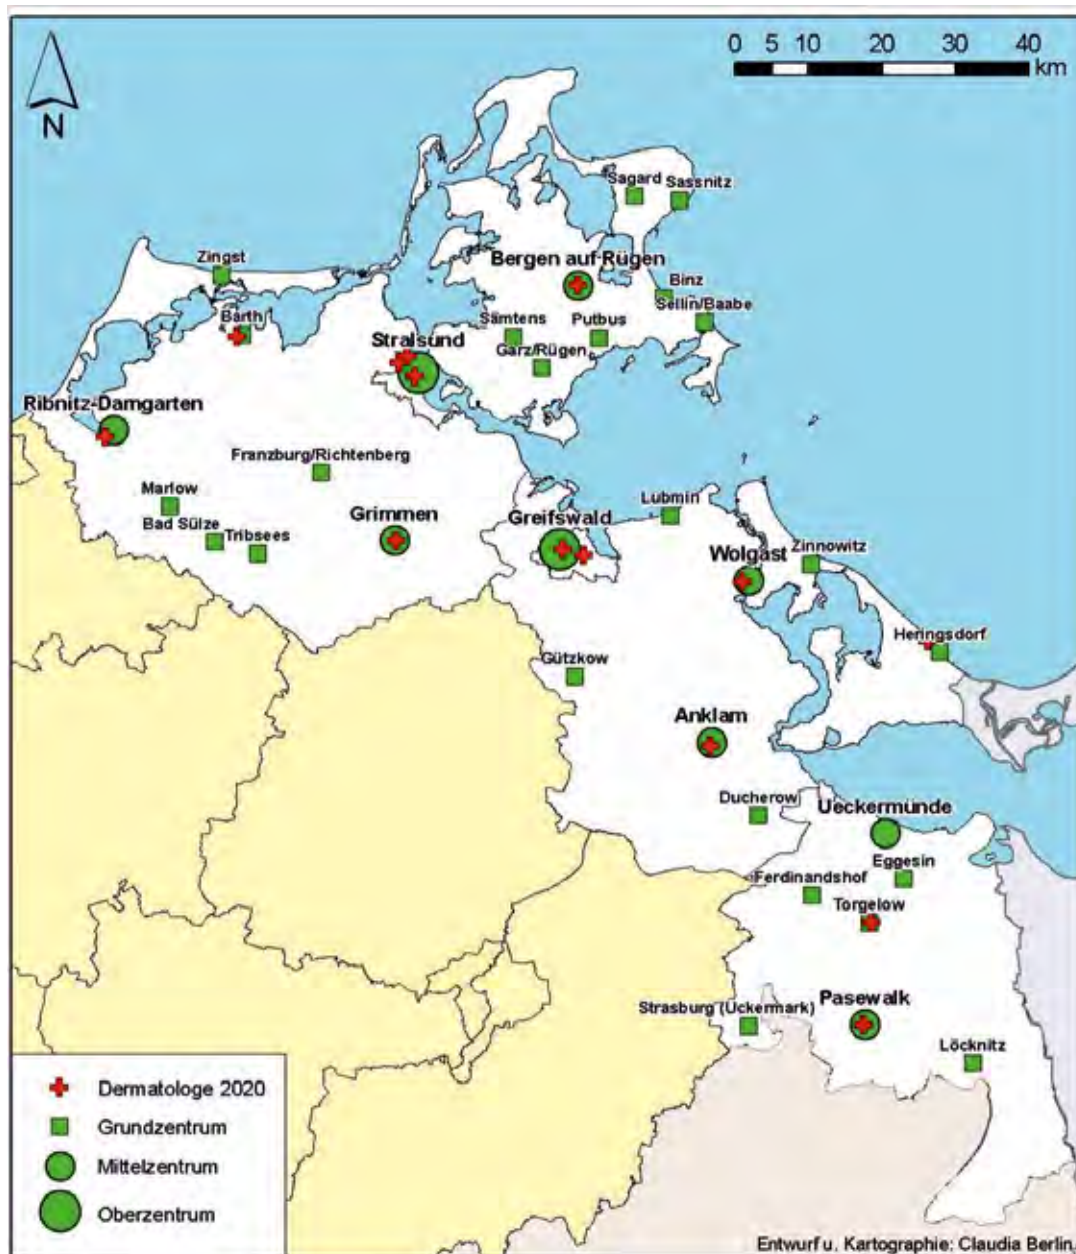 0 5 10 20 30 40
km
N
Sagard
Sassnitz
Zingst
Bergen auf Rügen
Binz
Sellin/Baabe
Barth
Samtens
Putbus
Stralsund
Garz/Rügen
Ribnitz-Damgarten
Franzburg/Richtenberg
Marlow
Lubmin
Grimmen
Greifswald
Bad Sülze
Tribsees
Wolgast
Zinnowitz
Heringsdorf
Gützkow
Anklam
Ducherow
Ueckermünde
Eggesin
Ferdinandshof
Torgelow
Strasburg (Uckermark)
Pasewalk
Löcknitz
Dermatologe 2020
Grundzentrum
Mittelzentrum
Oberzentrum
Entwurf u. Kartographie: Claudia Berlin